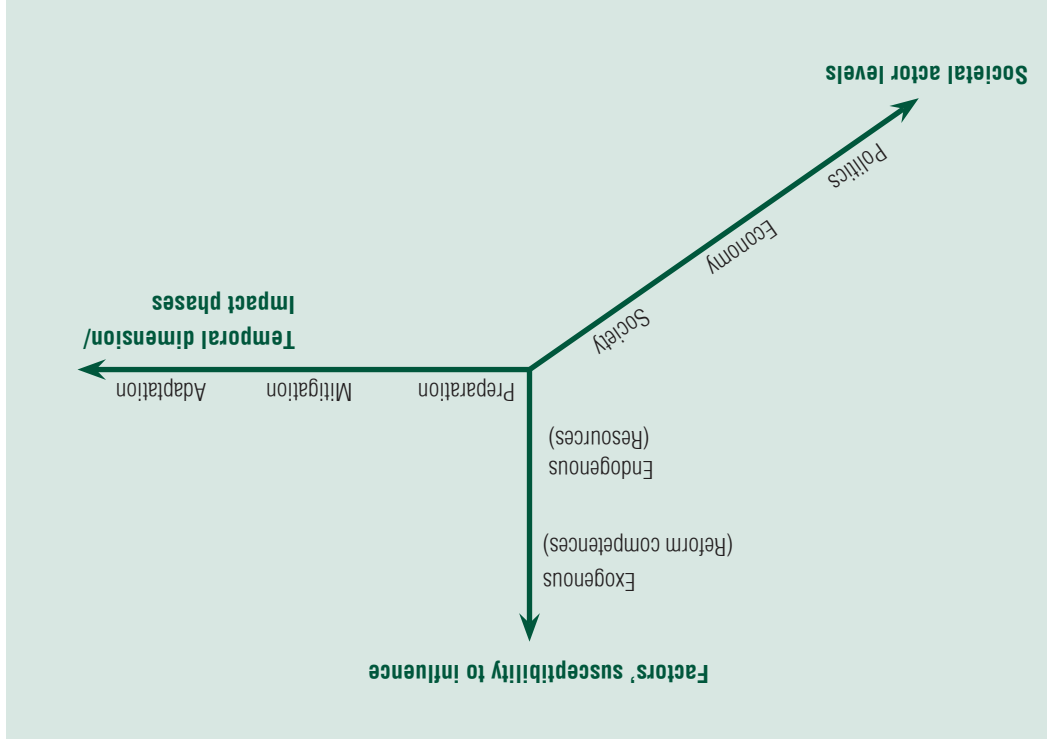 Factors’ susceptibility to influence
Exogenous
(Reform competences)
Endogenous
(Resources)
Preparation
Mitigation
Adaptation
Temporal dimension/
Impact phases
Society
Economy
Politics
Societal actor levels